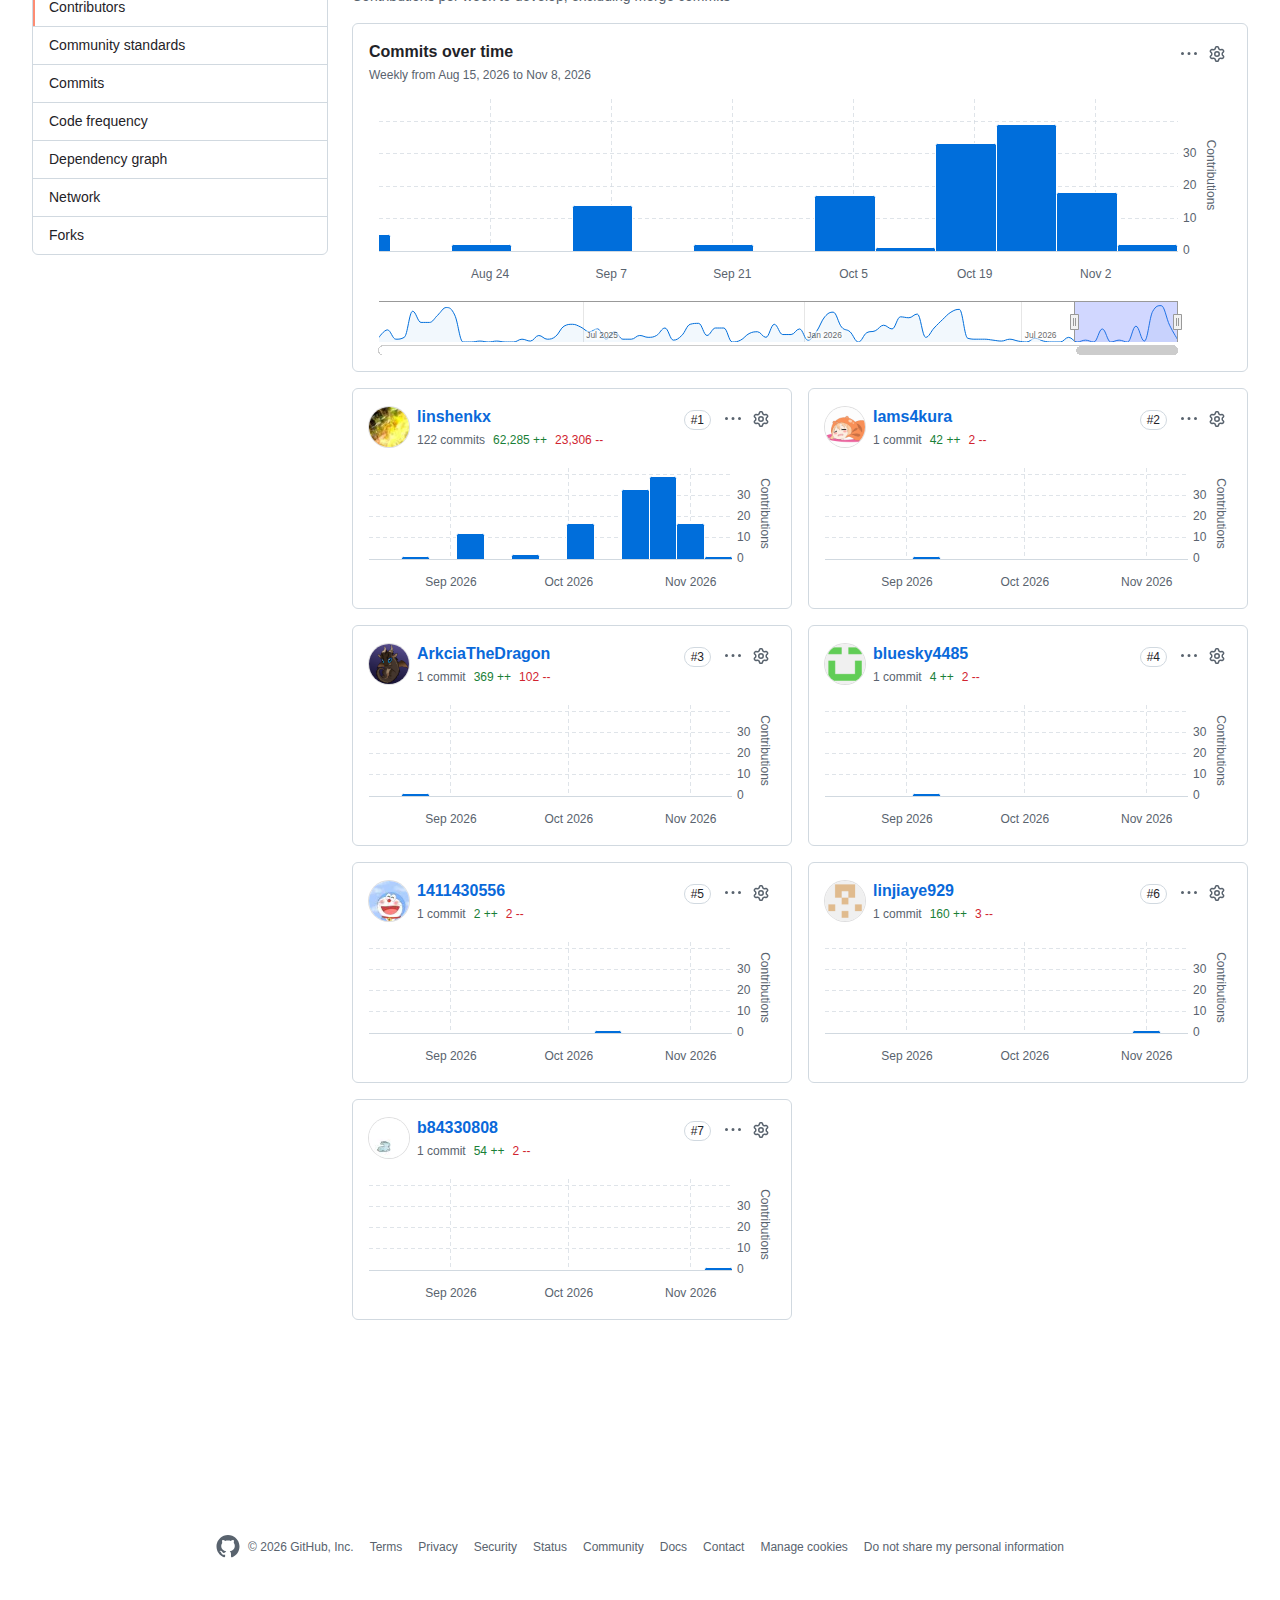 Contributors
Community standards
Commits
Code frequency
Dependency graph
Network
Forks
Contributions per week to develop, excluding merge commits
Commits over time
Weekly from Aug 15, 2026 to Nov 8, 2026
30
20
10
0
Contributions
Aug 24 Sep 7 Sep 21 Oct 5 Oct 19 Nov 2
Jul 2025 Jan 2026 Jul 2026
linshenkx #1
122 commits 62,285 ++ 23,306 --
30
20
10
0
Contributions
Sep 2026 Oct 2026 Nov 2026
lams4kura #2
1 commit 42 ++ 2 --
30
20
10
0
Contributions
Sep 2026 Oct 2026 Nov 2026
ArkciaTheDragon #3
1 commit 369 ++ 102 --
30
20
10
0
Contributions
Sep 2026 Oct 2026 Nov 2026
bluesky4485 #4
1 commit 4 ++ 2 --
30
20
10
0
Contributions
Sep 2026 Oct 2026 Nov 2026
1411430556 #5
1 commit 2 ++ 2 --
30
20
10
0
Contributions
Sep 2026 Oct 2026 Nov 2026
linjiaye929 #6
1 commit 160 ++ 3 --
30
20
10
0
Contributions
Sep 2026 Oct 2026 Nov 2026
b84330808 #7
1 commit 54 ++ 2 --
30
20
10
0
Contributions
Sep 2026 Oct 2026 Nov 2026
© 2026 GitHub, Inc. Terms Privacy Security Status Community Docs Contact Manage cookies Do not share my personal information